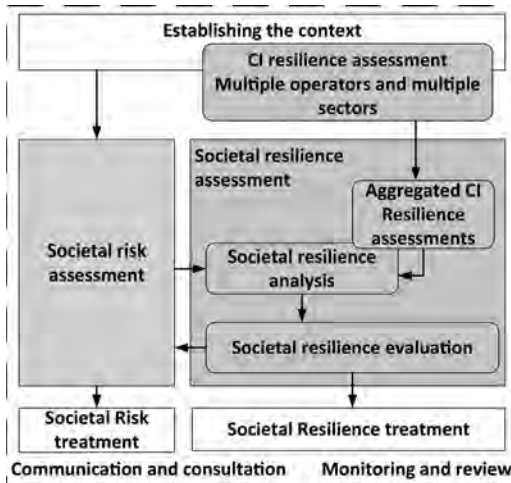 Establishing the context
CI resilience assessment
Multiple operators and multiple
sectors
Societal resilience
assessment
Aggregated CI
Resilience
assessments
Societal risk
assessment
Societal resilience
analysis
Societal resilience evaluation
Societal Risk
treatment
Societal Resilience treatment
Communication and consultation
Monitoring and review